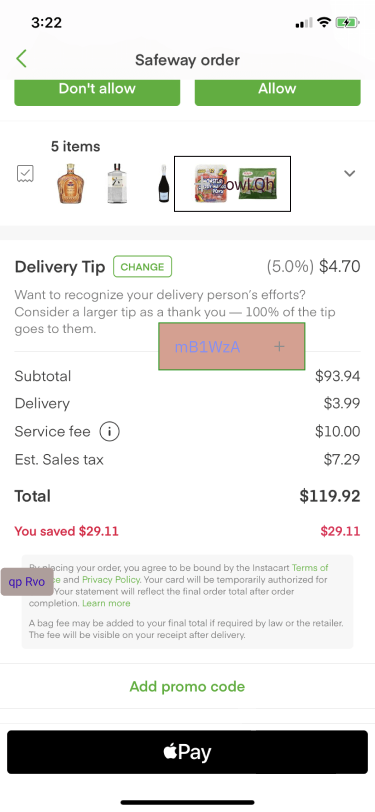 3:22
Safeway order
Don't allow
Allow
5 items
owLOh
Delivery Tip
CHANGE
(5.0%) $4.70
Want to recognize your delivery person's efforts?
Consider a larger tip as a thank you — 100% of the tip
goes to them.
mB1WzA +
Subtotal $93.94
Delivery $3.99
Service fee i $10.00
Est. Sales tax $7.29
Total $119.92
You saved $29.11 $29.11
By placing your order, you agree to be bound by the Instacart Terms of
and Privacy Policy. Your card will be temporarily authorized for
Your statement will reflect the final order total after order
completion. Learn more
qp Rvo
A bag fee may be added to your final total if required by law or the retailer.
The fee will be visible on your receipt after delivery.
Add promo code
Pay